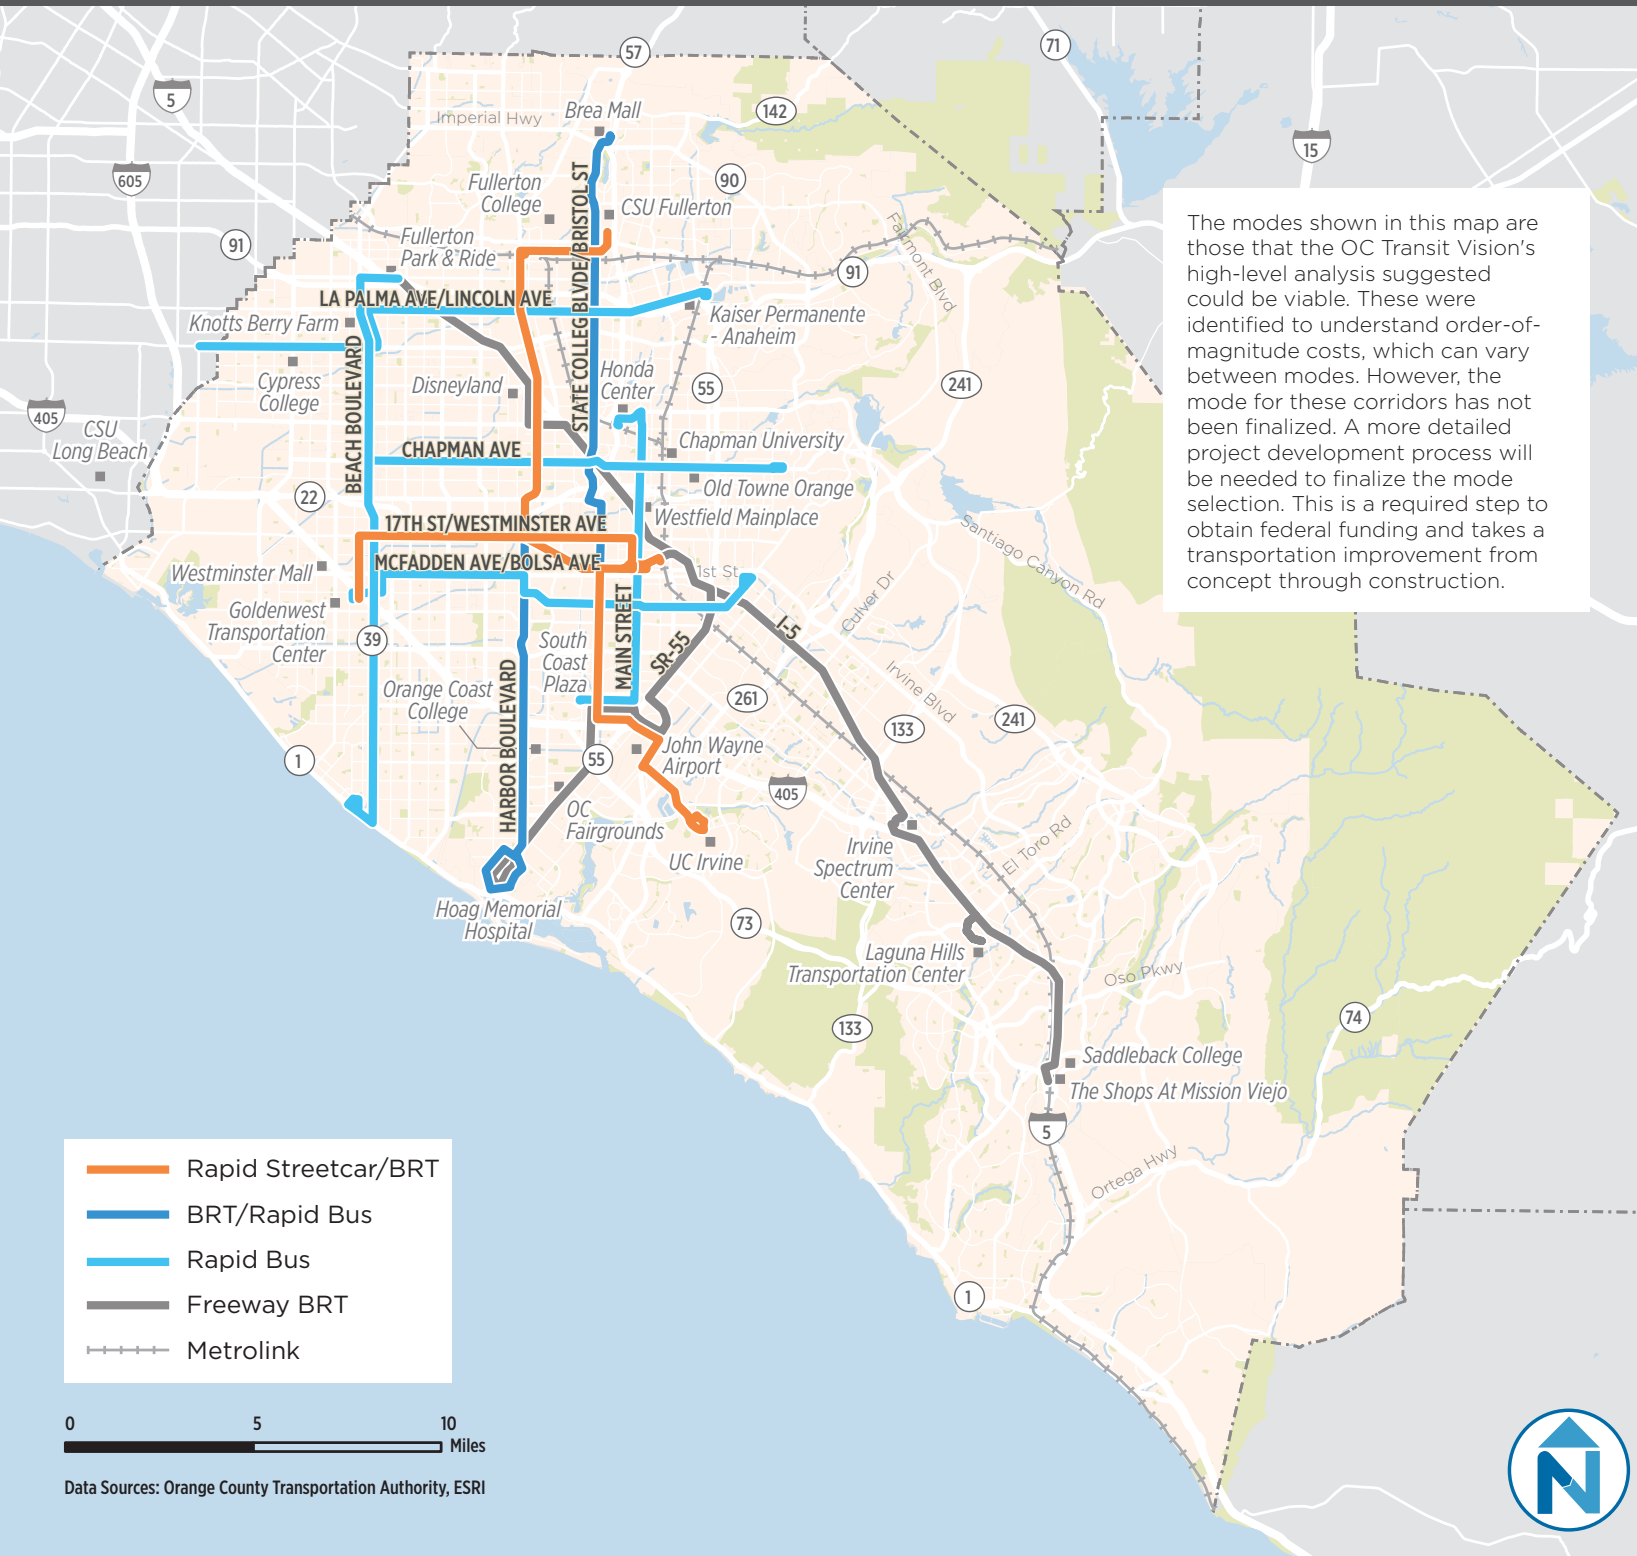 57
71
5
Brea Mall
142
Imperial Hwy
15
605
Fullerton
College
90
STATE COLLEG BLVDE/BRISTOL ST
CSU Fullerton
Fairmont Blvd
91
Fullerton
Park & Ride
91
LA PALMA AVE/LINCOLN AVE
Knotts Berry Farm
Kaiser Permanente
- Anaheim
BEACH BOULEVARD
Cypress
College
Disneyland
Honda
Center
55
241
405
CSU
Long Beach
CHAPMAN AVE
Chapman University
22
Old Towne Orange
Westfield Mainplace
17TH ST/WESTMINSTER AVE
MCFADDEN AVE/BOLSA AVE
Santiago Canyon Rd
Westminster Mall
1st St
Culver Dr
Goldenwest
Transportation
Center
39
MAIN STREET
I-5
SR-55
South
Coast
Plaza
HARBOR BOULEVARD
Orange Coast
College
261
Irvine Blvd
133
241
1
55
John Wayne
Airport
405
OC
Fairgrounds
UC Irvine
Irvine
Spectrum
Center
El Toro Rd
Hoag Memorial
Hospital
73
Laguna Hills
Transportation Center
Oso Pkwy
133
74
Saddleback College
The Shops At Mission Viejo
5
Ortega Hwy
1
The modes shown in this map are
those that the OC Transit Vision's
high-level analysis suggested
could be viable. These were
identified to understand order-of-
magnitude costs, which can vary
between modes. However, the
mode for these corridors has not
been finalized. A more detailed
project development process will
be needed to finalize the mode
selection. This is a required step to
obtain federal funding and takes a
transportation improvement from
concept through construction.
Rapid Streetcar/BRT
BRT/Rapid Bus
Rapid Bus
Freeway BRT
Metrolink
0 5 10
Miles
Data Sources: Orange County Transportation Authority, ESRI
N